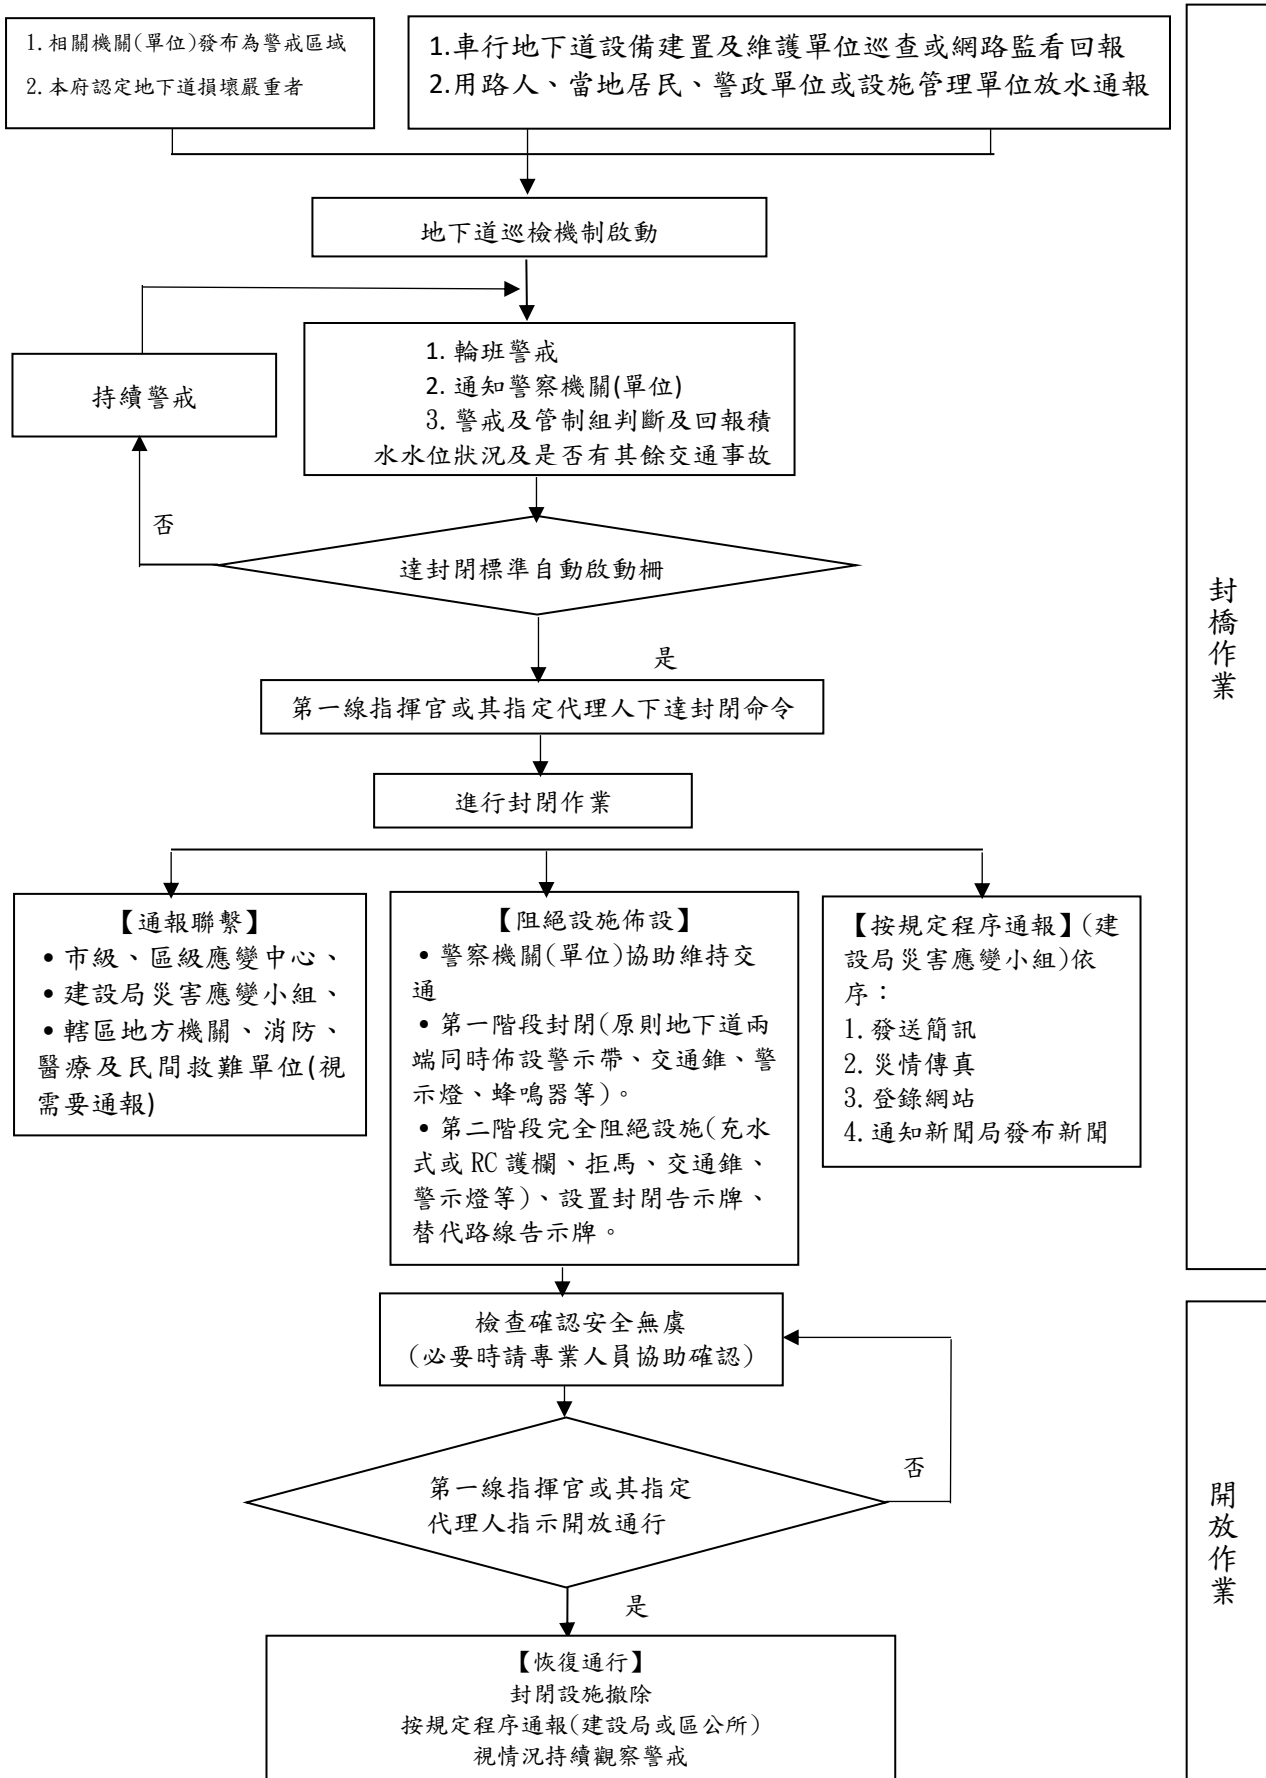 1.相關機關(單位)發布為警戒區域
2.本府認定地下道損壞嚴重者
1.車行地下道設備建置及維護單位巡查或網路監看回報
2.用路人、當地居民、警政單位或設施管理單位放水通報
地下道巡檢機制啟動
持續警戒
1. 輪班警戒
2. 通知警察機關(單位)
3. 警戒及管制組判斷及回報積
水水位狀況及是否有其餘交通事故
否
達封閉標準自動啟動柵
是
第一線指揮官或其指定代理人下達封閉命令
進行封閉作業
【通報聯繫】
•市級、區級應變中心、
•建設局災害應變小組、
•轄區地方機關、消防、
醫療及民間救難單位(視
需要通報)
【阻絕設施佈設】
•警察機關(單位)協助維持交
通
•第一階段封閉(原則地下道兩
端同時佈設警示帶、交通錐、警
示燈、蜂鳴器等)。
•第二階段完全阻絕設施(充水
式或 RC 護欄、拒馬、交通錐、
警示燈等)、設置封閉告示牌、
替代路線告示牌。
【按規定程序通報】(建
設局災害應變小組)依
序：
1.發送簡訊
2.災情傳真
3.登錄網站
4.通知新聞局發布新聞
封橋作業
檢查確認安全無虞
(必要時請專業人員協助確認)
否
第一線指揮官或其指定
代理人指示開放通行
是
【恢復通行】
封閉設施撤除
按規定程序通報(建設局或區公所)
視情況持續觀察警戒
開放作業